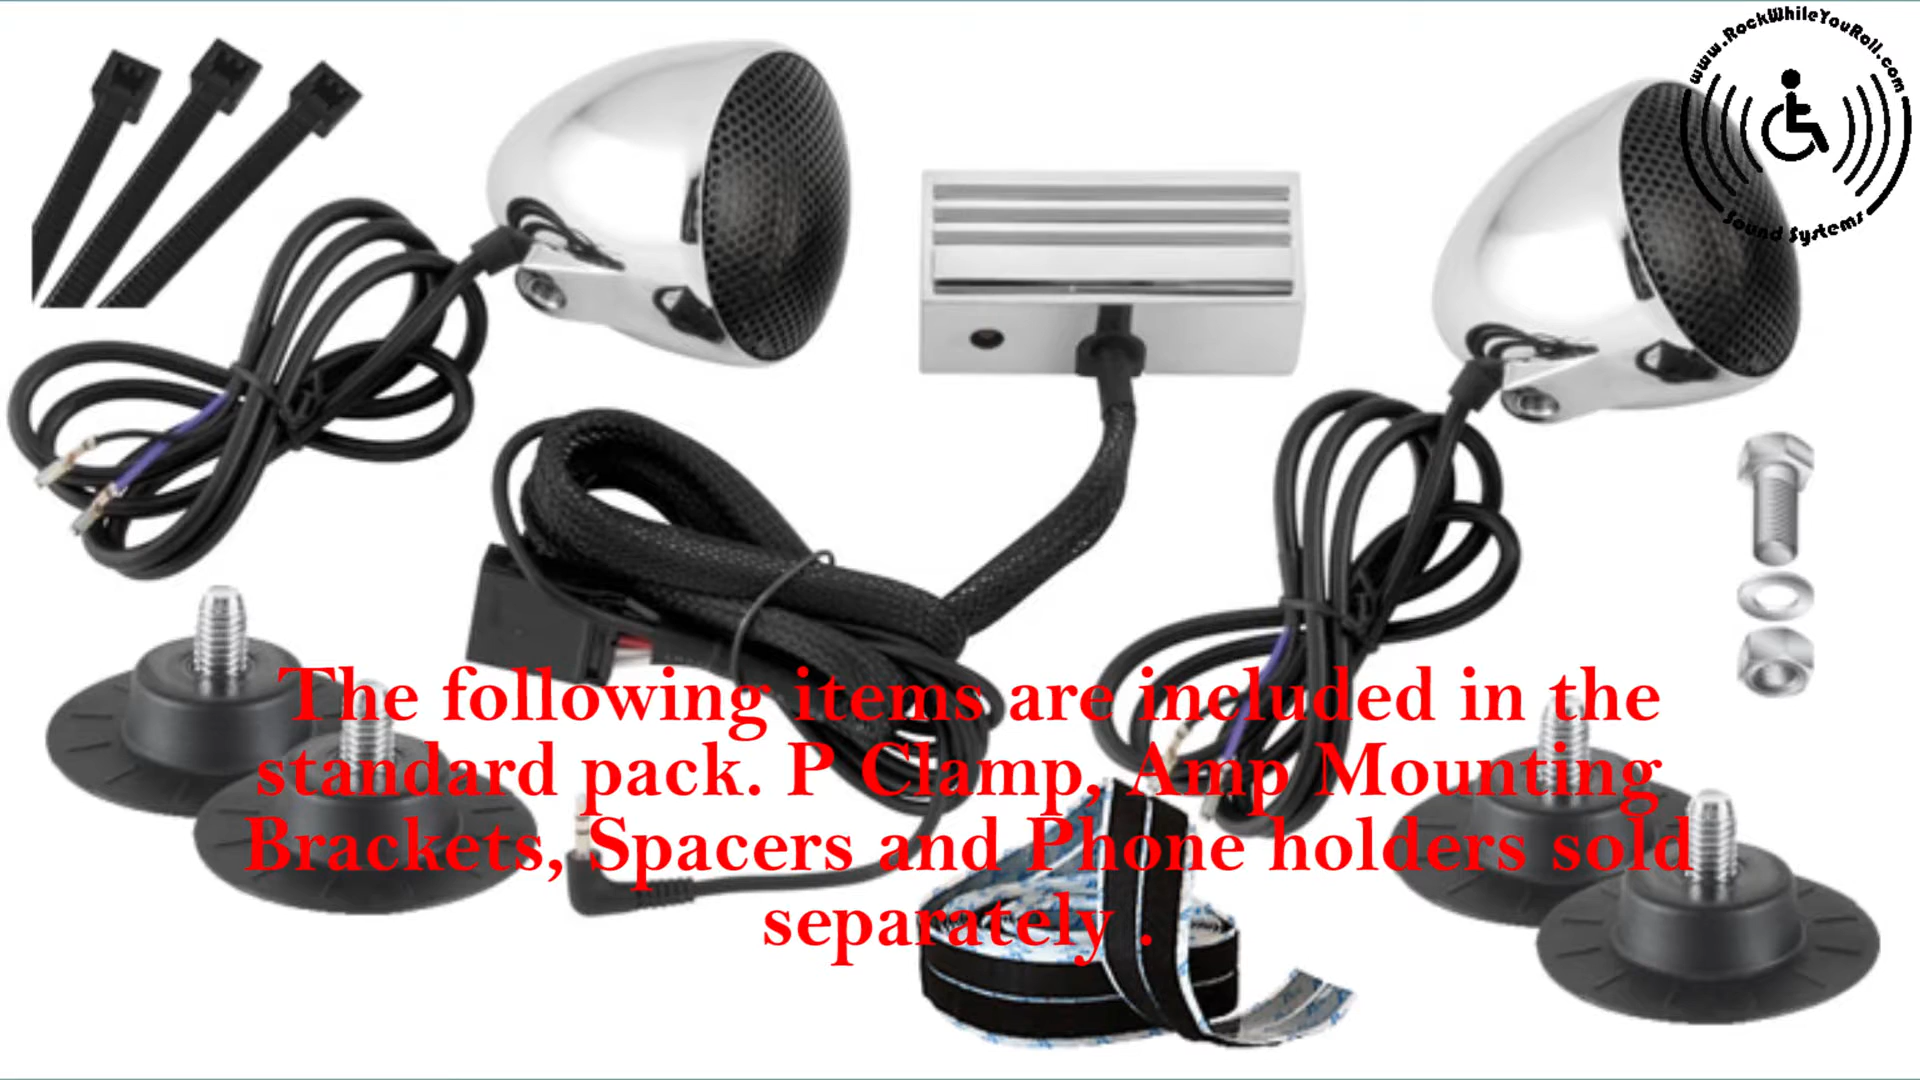 www.RockWhileYouRoll.com
Sound Systems
The following items are included in the
standard pack. P Clamp, Amp Mounting
Brackets, Spacers and Phone holders sold
separately .